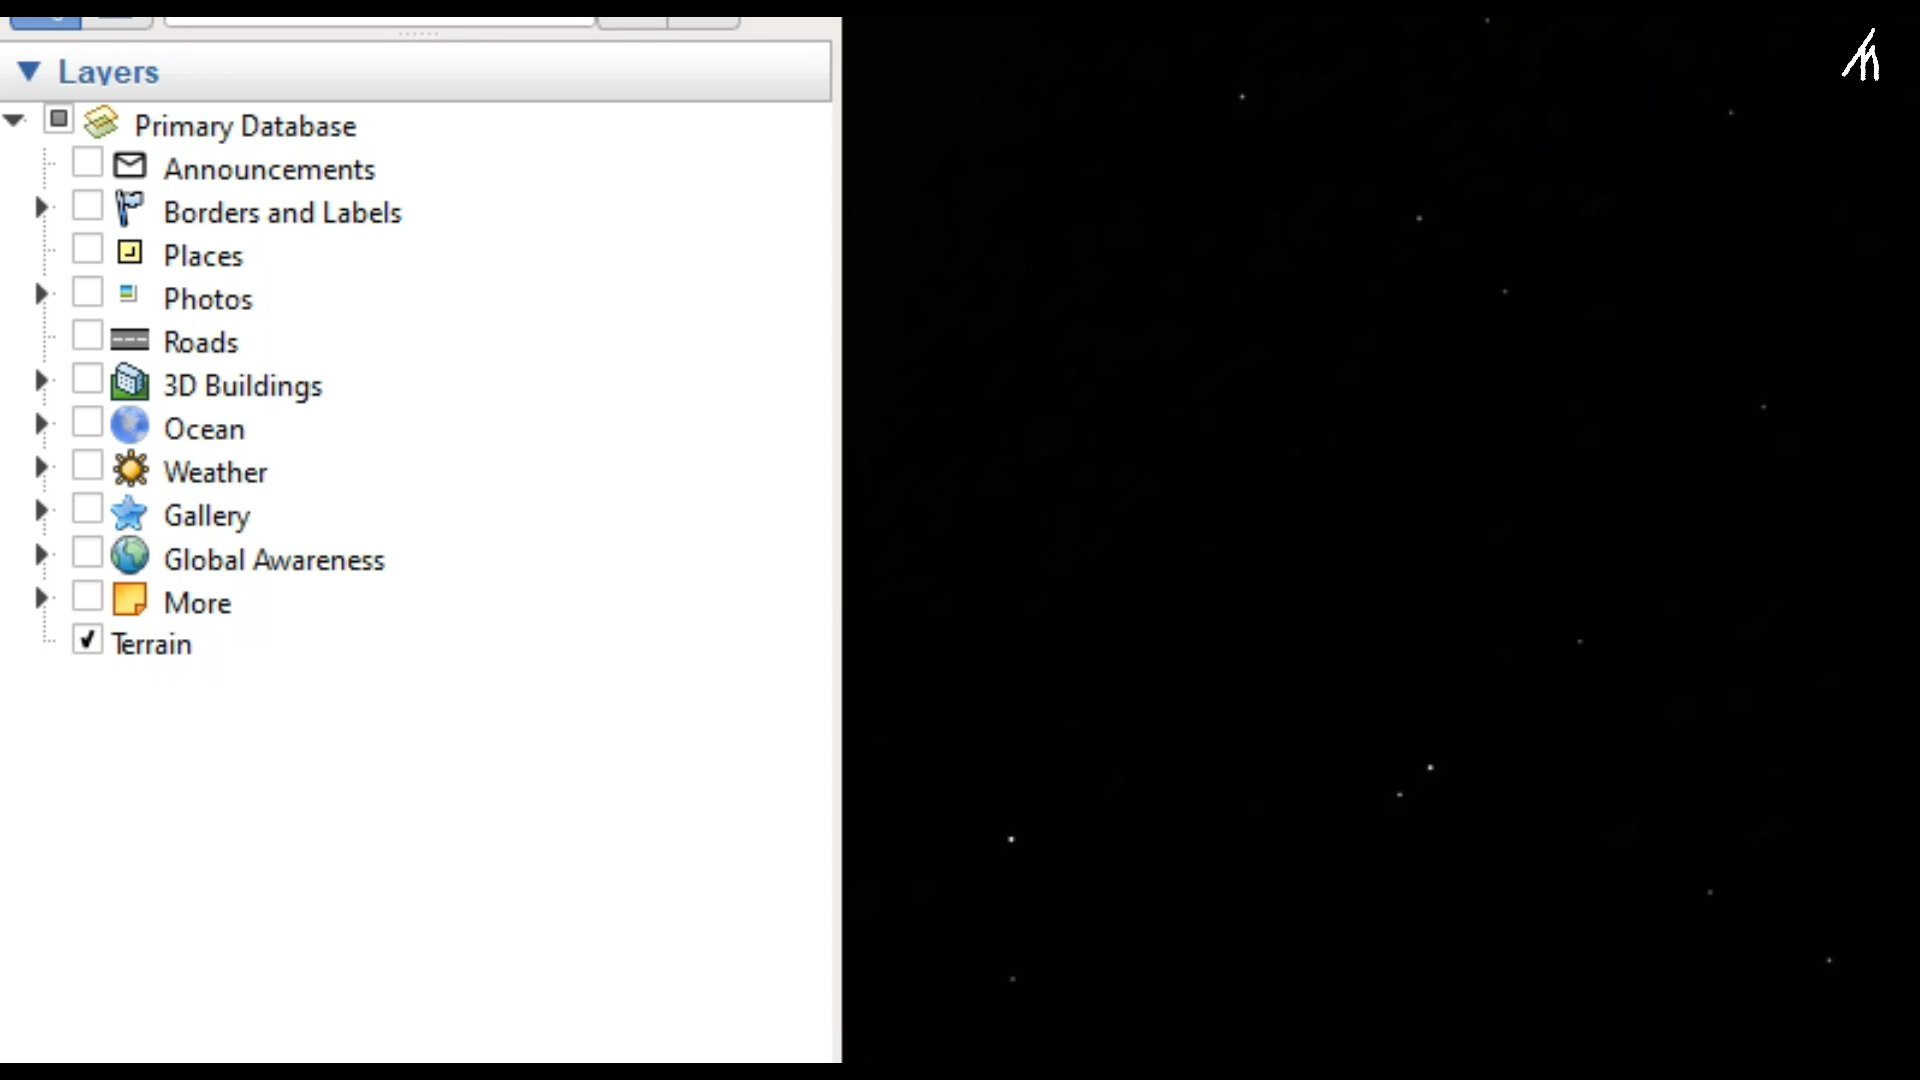 Layers
Primary Database
Announcements
Borders and Labels
Places
Photos
Roads
3D Buildings
Ocean
Weather
Gallery
Global Awareness
More
Terrain